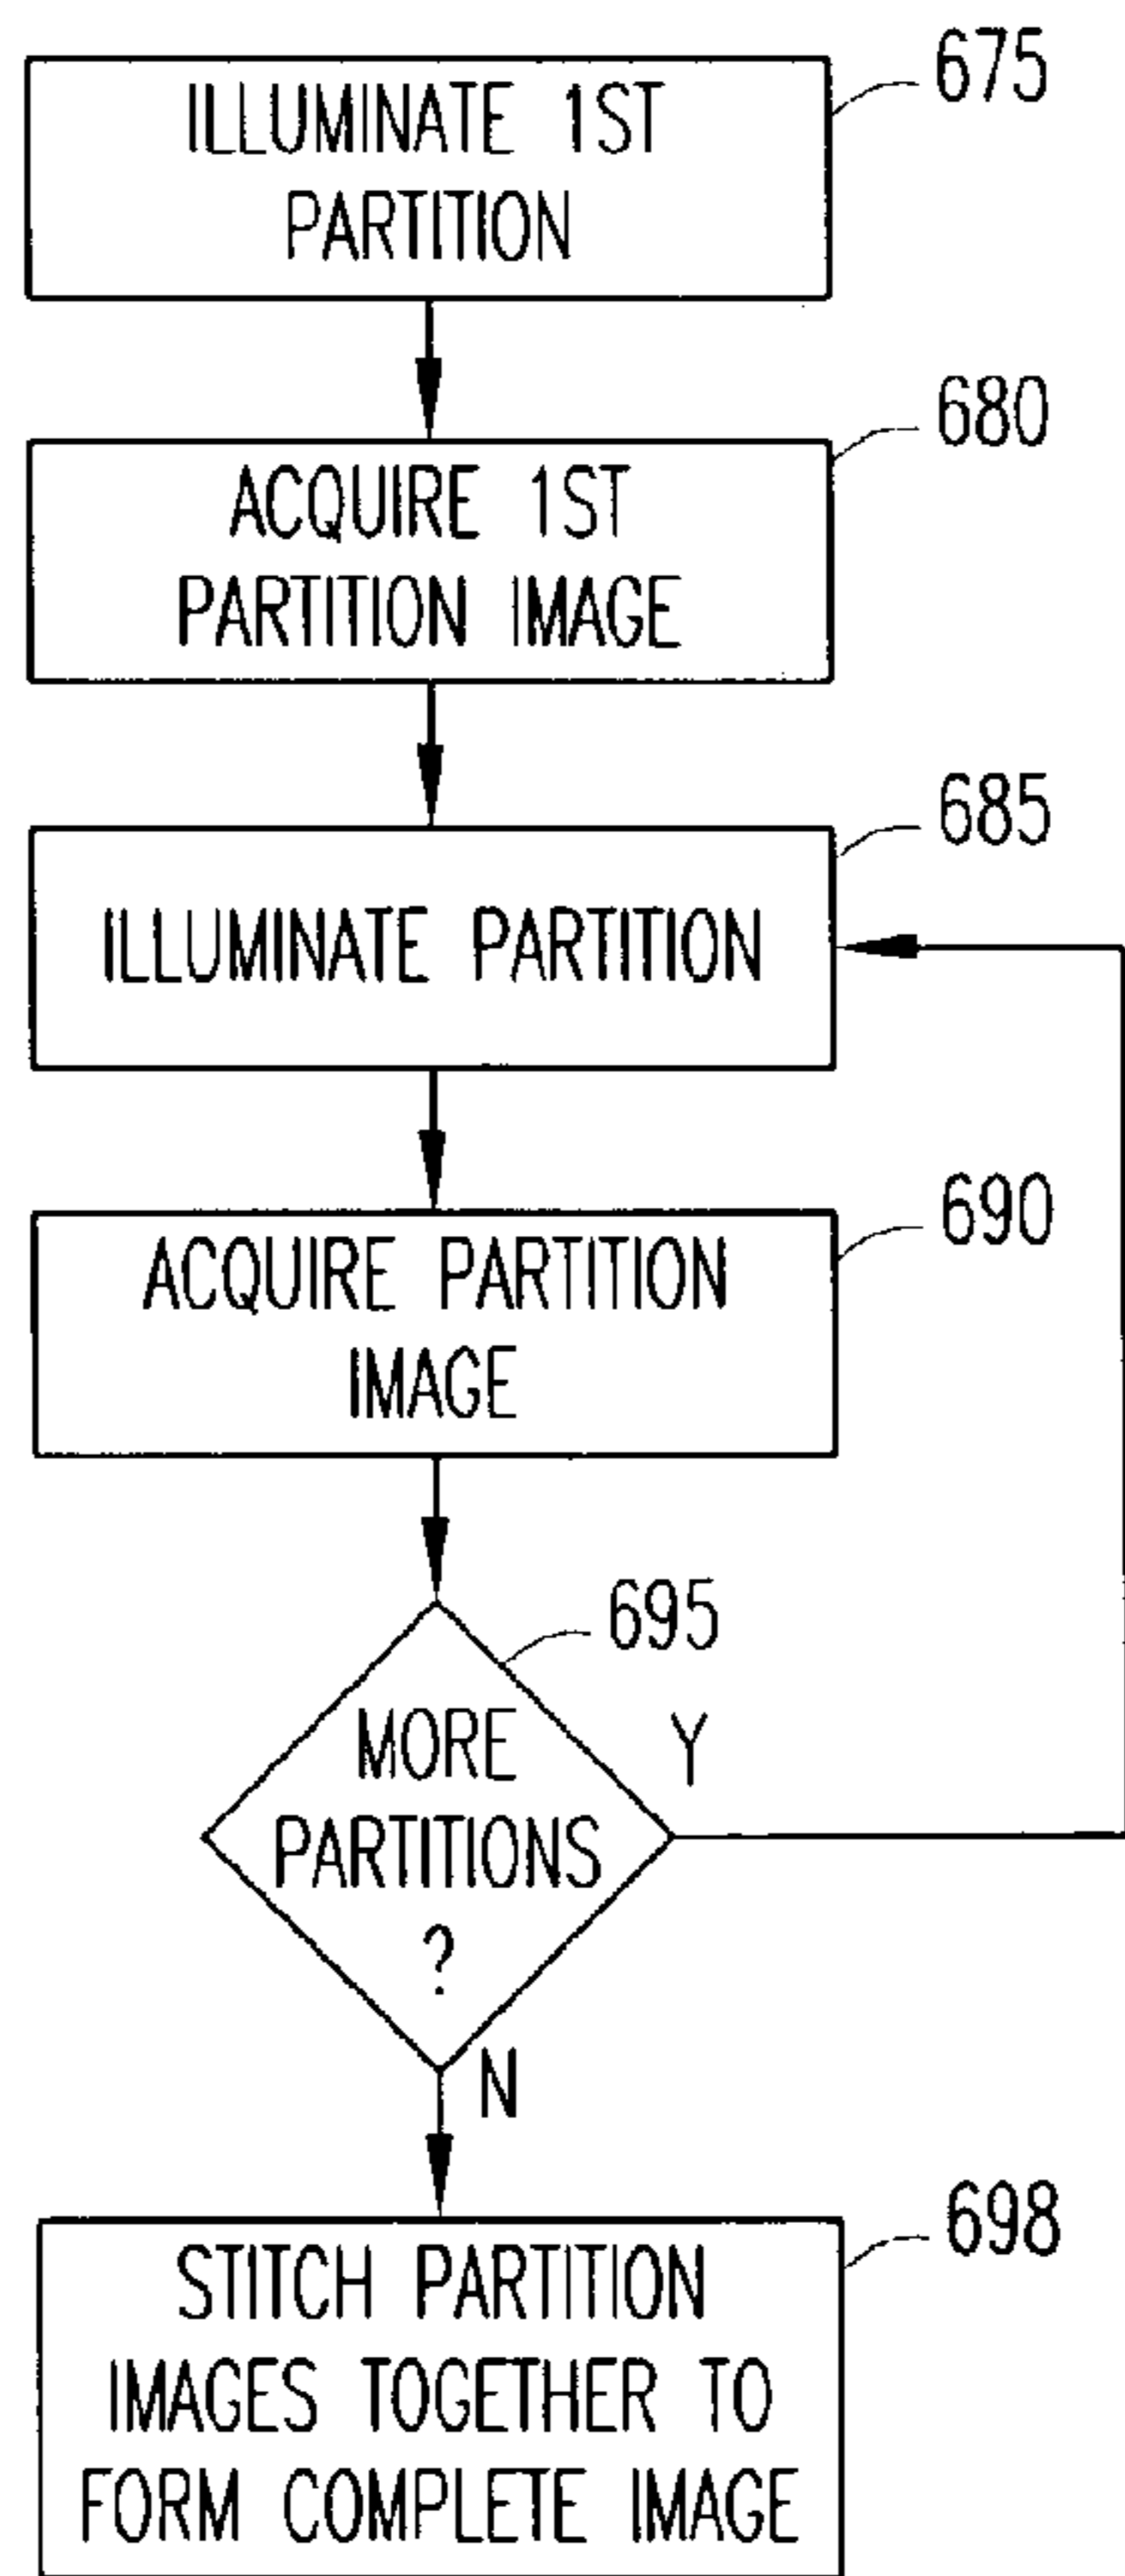 675
ILLUMINATE 1ST
PARTITION
680
ACQUIRE 1ST
PARTITION IMAGE
685
ILLUMINATE PARTITION
690
ACQUIRE PARTITION
IMAGE
695
MORE
PARTITIONS
?
Y
N
698
STITCH PARTITION
IMAGES TOGETHER TO
FORM COMPLETE IMAGE